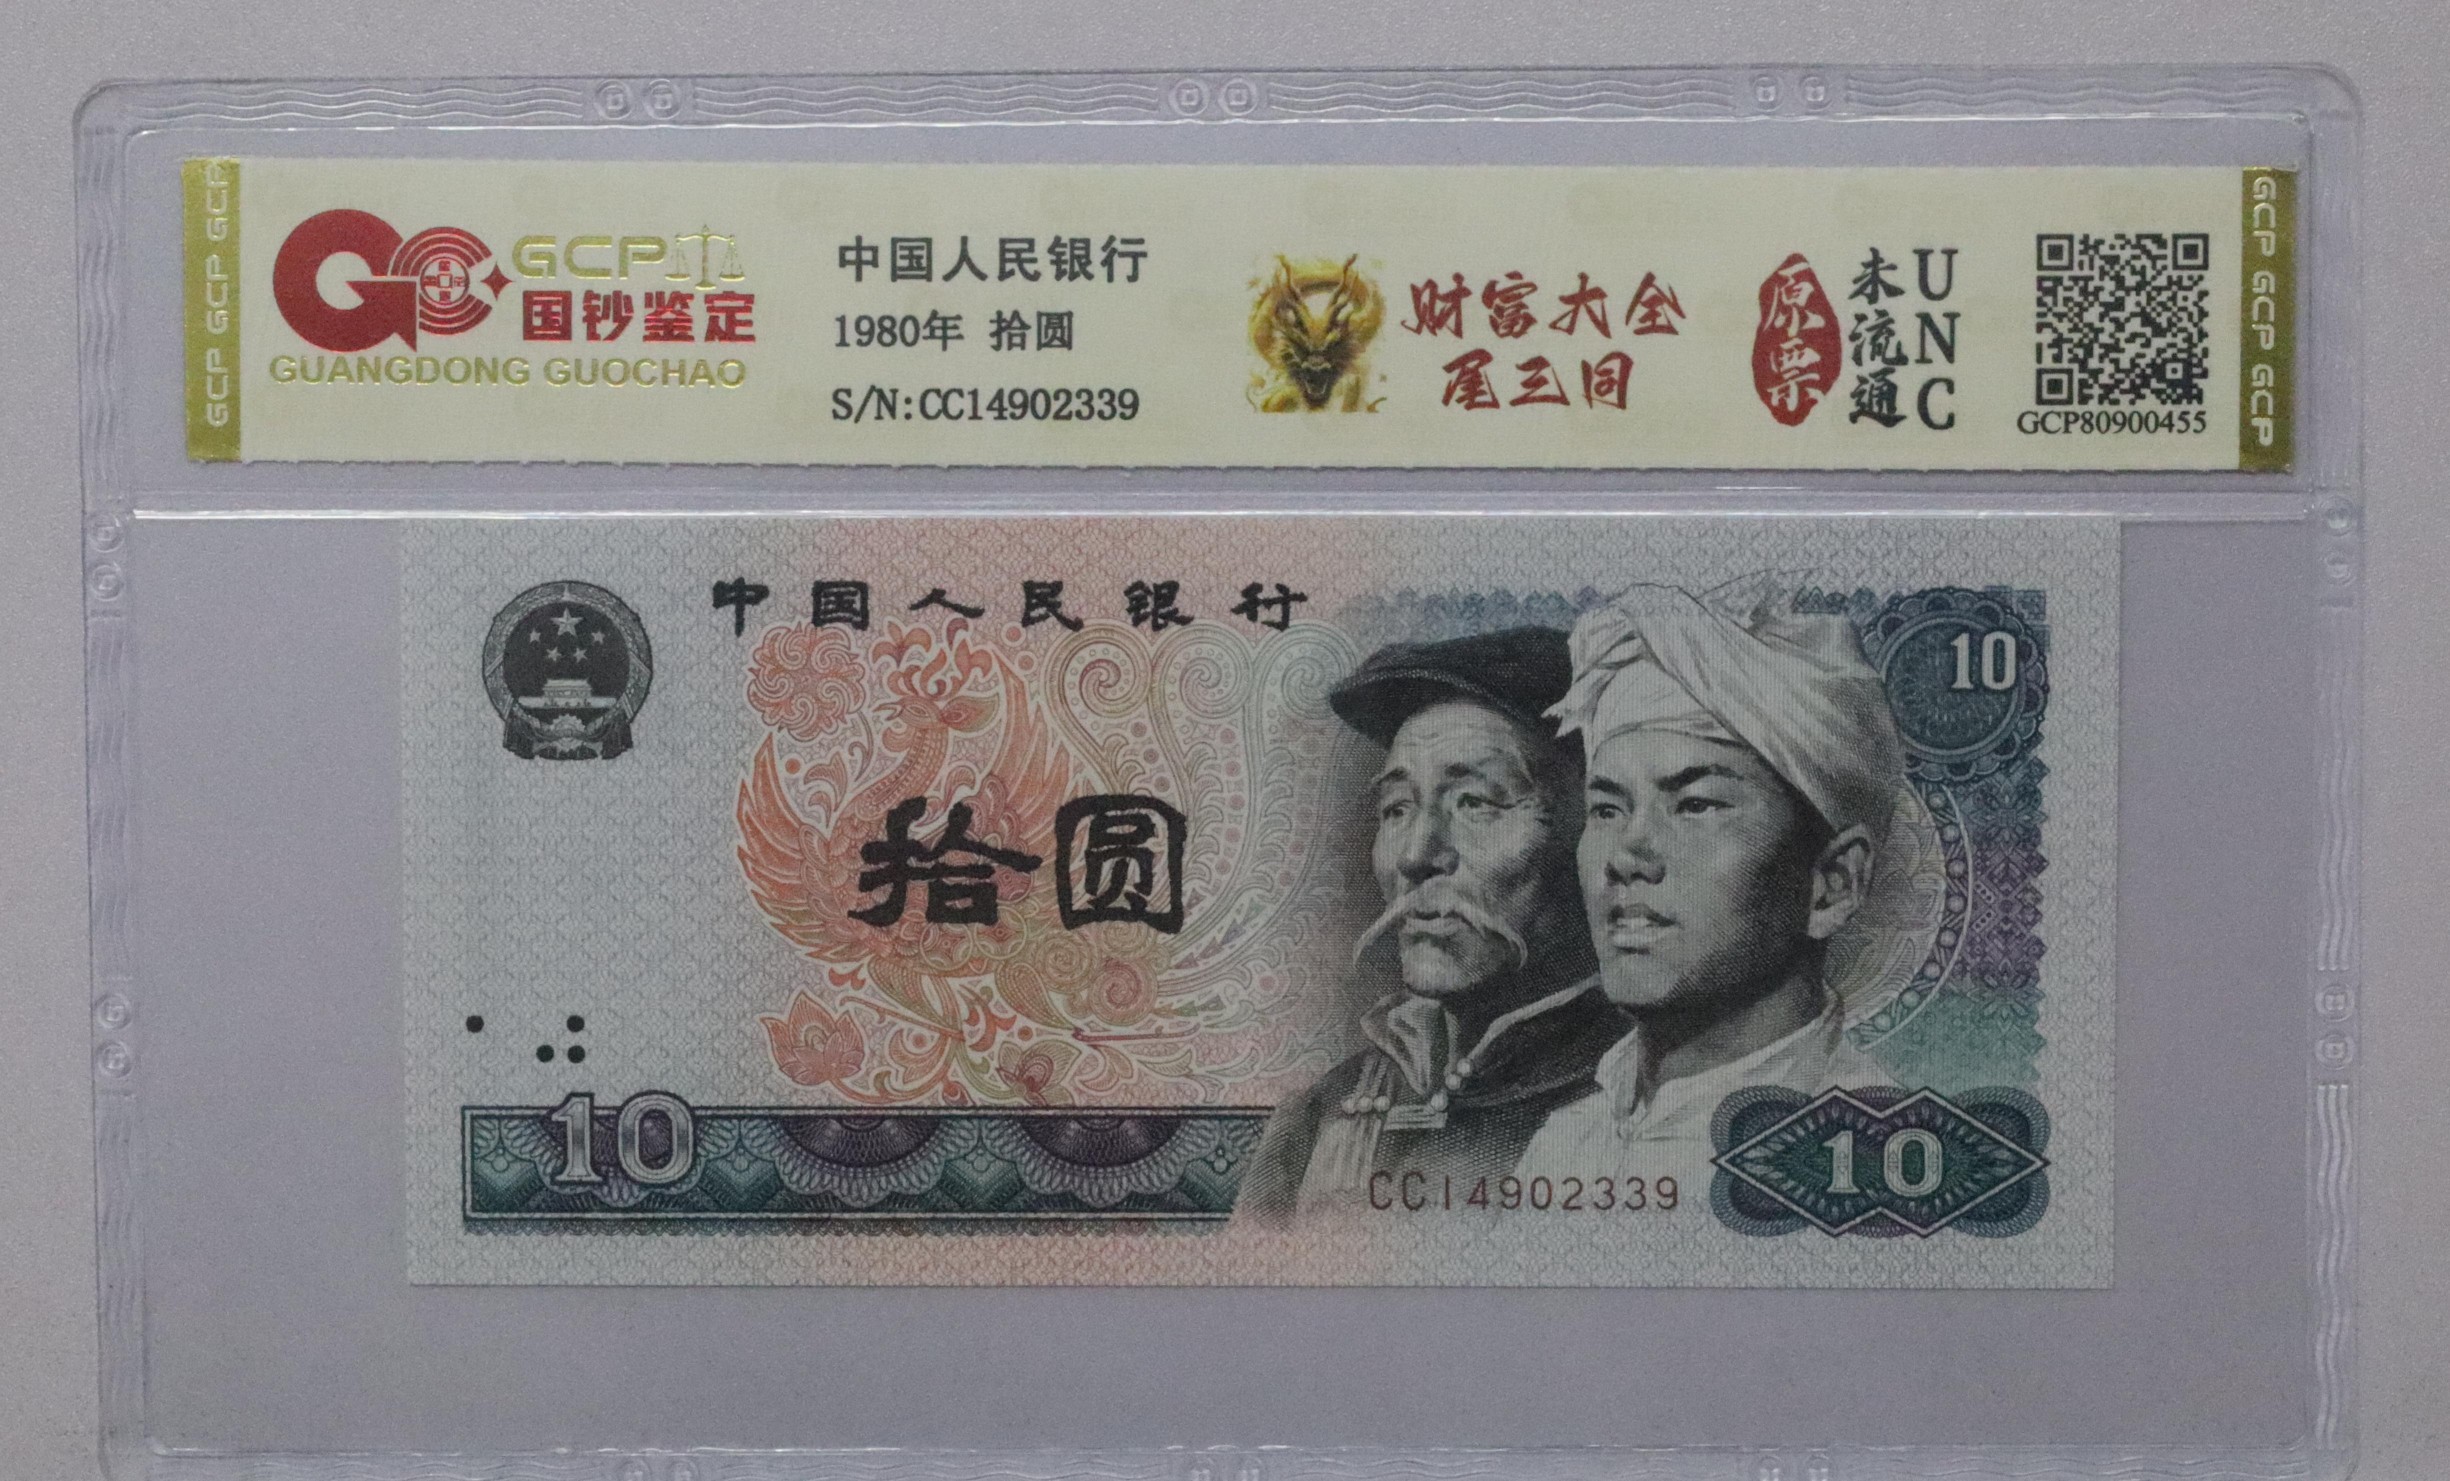 GCP GCP GCP
GCP
国钞鉴定
GUANGDONG GUOCHAO
中国人民银行
1980年 拾圆
S/N:CC14902339
财富大全
尾三同
原票
未流通
UNC
GCP80900455
GCP GCP GCP
中国人民银行
10
拾圆
10
CC14902339
10